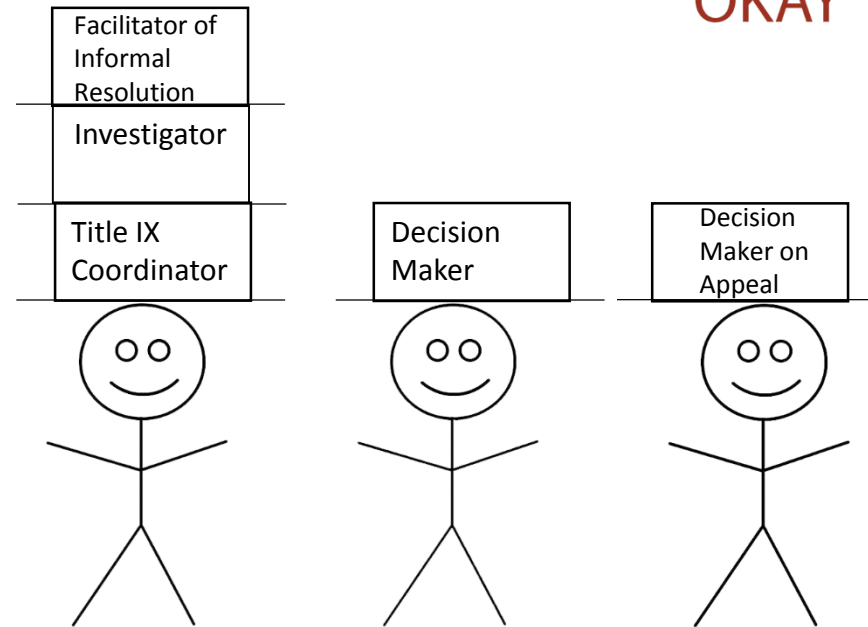 OKAY
Facilitator of
Informal
Resolution
Investigator
Title IX
Coordinator
Decision
Maker
Decision
Maker on
Appeal